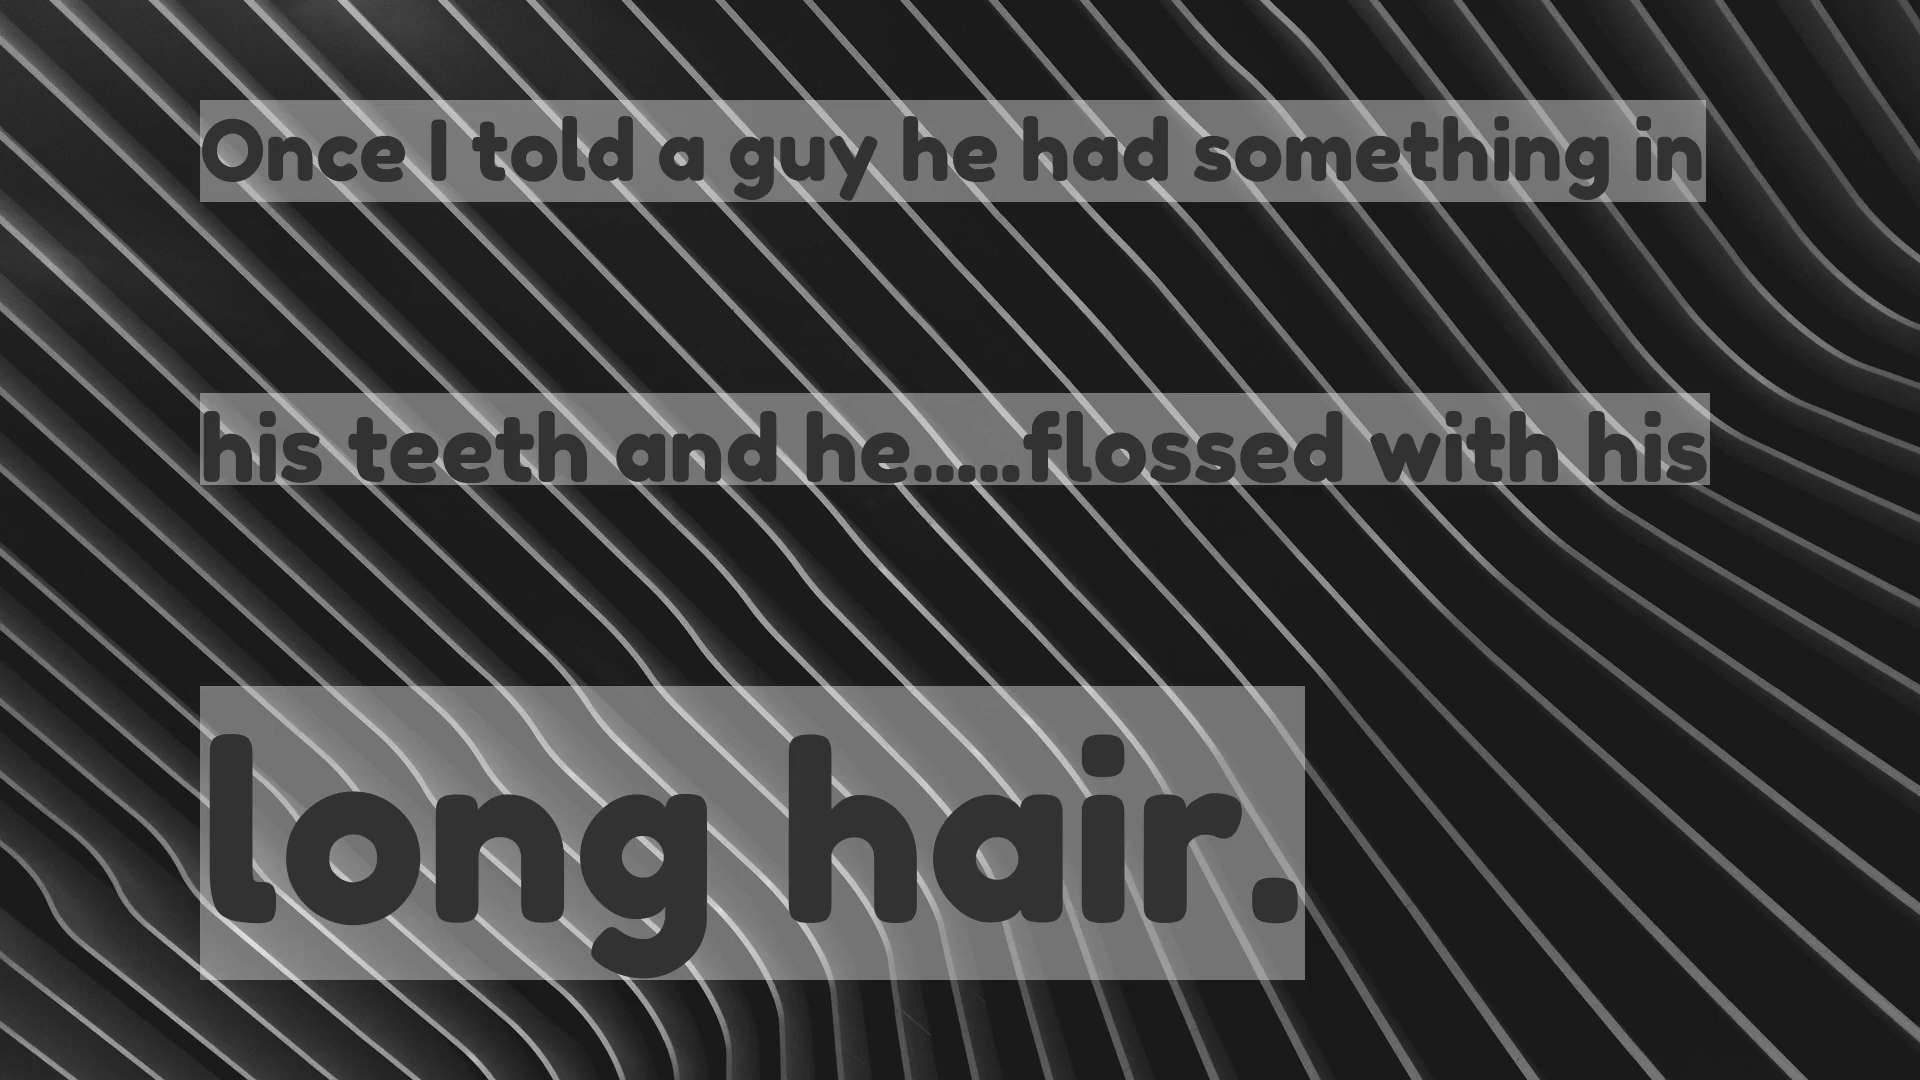 Once I told a guy he had something in
his teeth and he.....flossed with his
long hair.